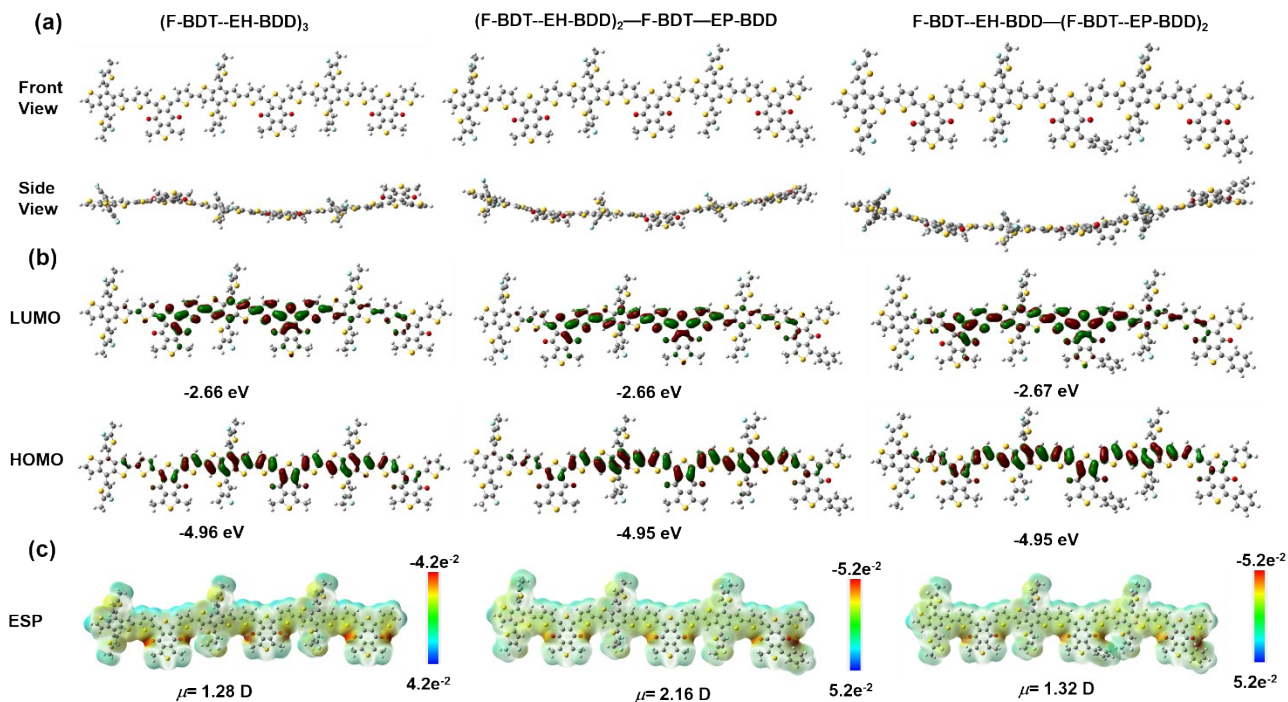 (a)
(F-BDT--EH-BDD)3
(F-BDT--EH-BDD)2—F-BDT—EP-BDD
F-BDT--EH-BDD—(F-BDT--EP-BDD)2
Front
View
Side
View
(b)
LUMO
-2.66 eV
-2.66 eV
-2.67 eV
HOMO
-4.96 eV
-4.95 eV
-4.95 eV
(c)
ESP
-4.2e-2
4.2e-2
-5.2e-2
5.2e-2
-5.2e-2
5.2e-2
μ= 1.28 D
μ= 2.16 D
μ= 1.32 D